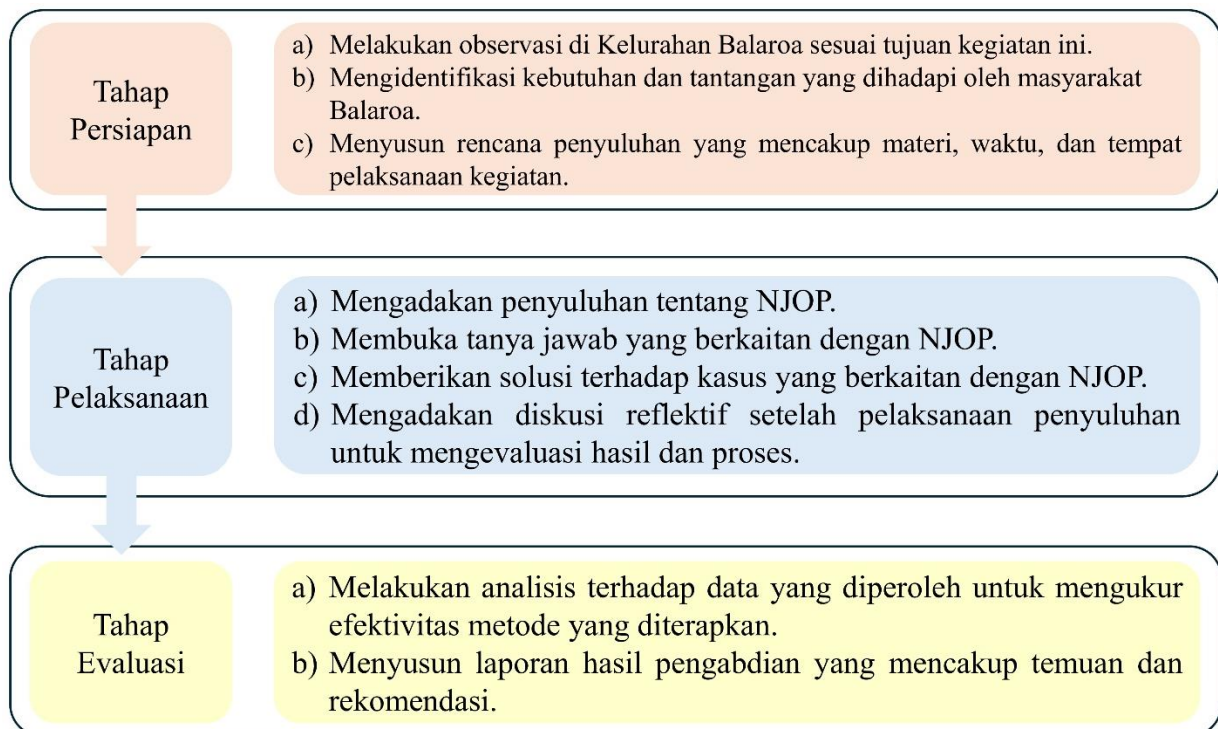 Tahap
Persiapan
a) Melakukan observasi di Kelurahan Balaroa sesuai tujuan kegiatan ini.
b) Mengidentifikasi kebutuhan dan tantangan yang dihadapi oleh masyarakat
Balaroa.
c) Menyusun rencana penyuluhan yang mencakup materi, waktu, dan tempat
pelaksanaan kegiatan.
Tahap
Pelaksanaan
a) Mengadakan penyuluhan tentang NJOP.
b) Membuka tanya jawab yang berkaitan dengan NJOP.
c) Memberikan solusi terhadap kasus yang berkaitan dengan NJOP.
d) Mengadakan diskusi reflektif setelah pelaksanaan penyuluhan
untuk mengevaluasi hasil dan proses.
Tahap
Evaluasi
a) Melakukan analisis terhadap data yang diperoleh untuk mengukur
efektivitas metode yang diterapkan.
b) Menyusun laporan hasil pengabdian yang mencakup temuan dan
rekomendasi.